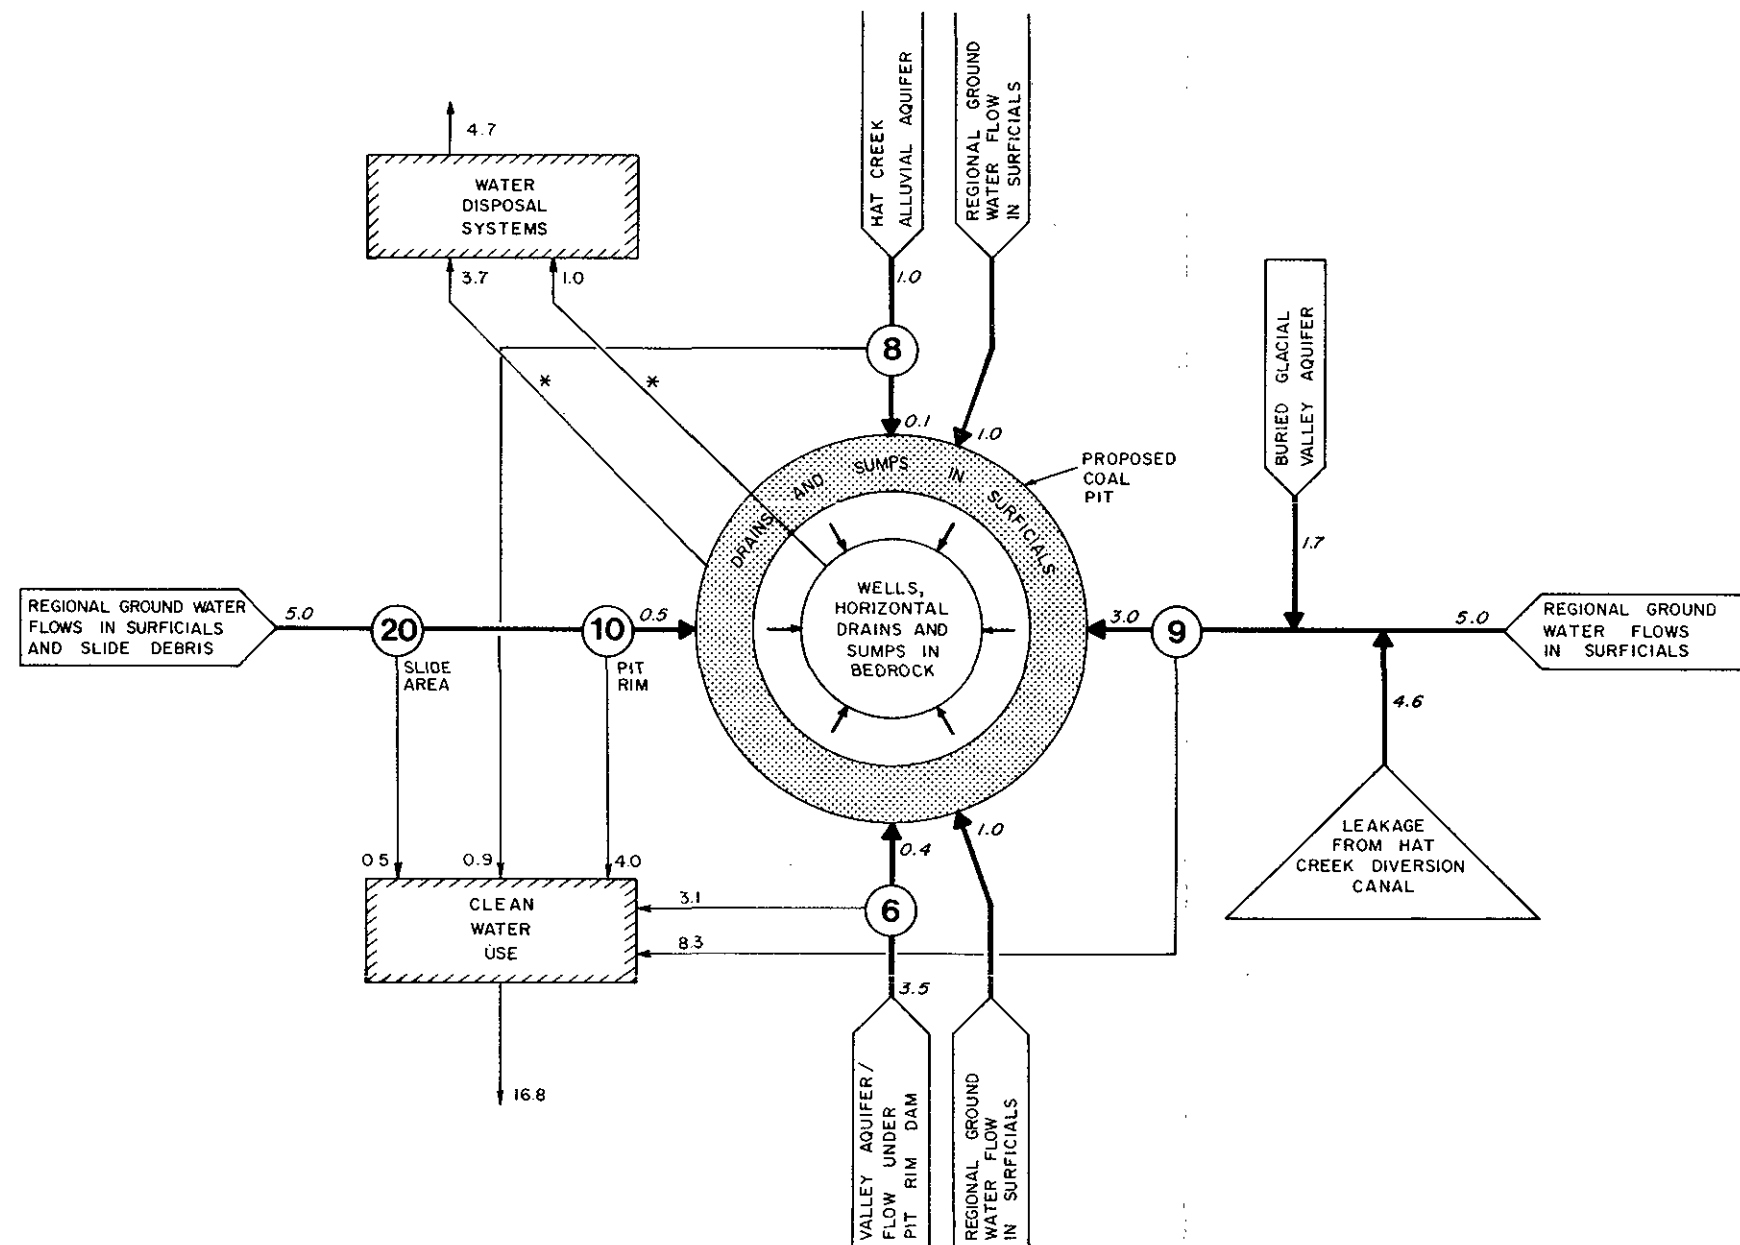 HAT CREEK
ALLUVIAL AQUIFER
REGIONAL GROUND
WATER FLOW
IN SURFICIALS
4.7
WATER
DISPOSAL
SYSTEMS
3.7
1.0
1.0
8
*
*
0.1
1.0
BURIED GLACIAL
VALLEY AQUIFER
1.7
PROPOSED
COAL
PIT
DRAINS AND SUMPS IN SURFICIALS
WELLS,
HORIZONTAL
DRAINS AND
SUMPS IN
BEDROCK
REGIONAL GROUND WATER
FLOWS IN SURFICIALS
AND SLIDE DEBRIS
5.0
20
SLIDE
AREA
10
PIT
RIM
0.5
3.0
9
5.0
REGIONAL GROUND
WATER FLOWS
IN SURFICIALS
4.6
LEAKAGE
FROM HAT
CREEK DIVERSION
CANAL
0.5
0.9
4.0
CLEAN
WATER
USE
3.1
8.3
16.8
0.4
1.0
6
3.5
VALLEY AQUIFER/
FLOW UNDER
PIT RIM DAM
REGIONAL GROUND
WATER FLOW
IN SURFICIALS